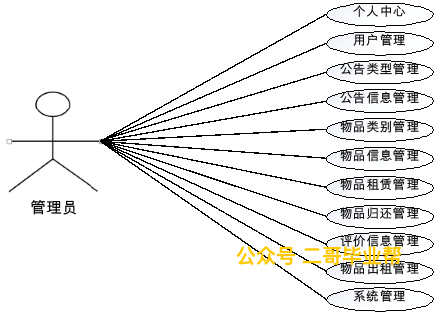 个人中心
用户管理
公告类型管理
公告信息管理
物品类别管理
物品信息管理
物品租赁管理
物品归还管理
评价信息管理
物品出租管理
系统管理
管理员
公众号 二哥毕业帮